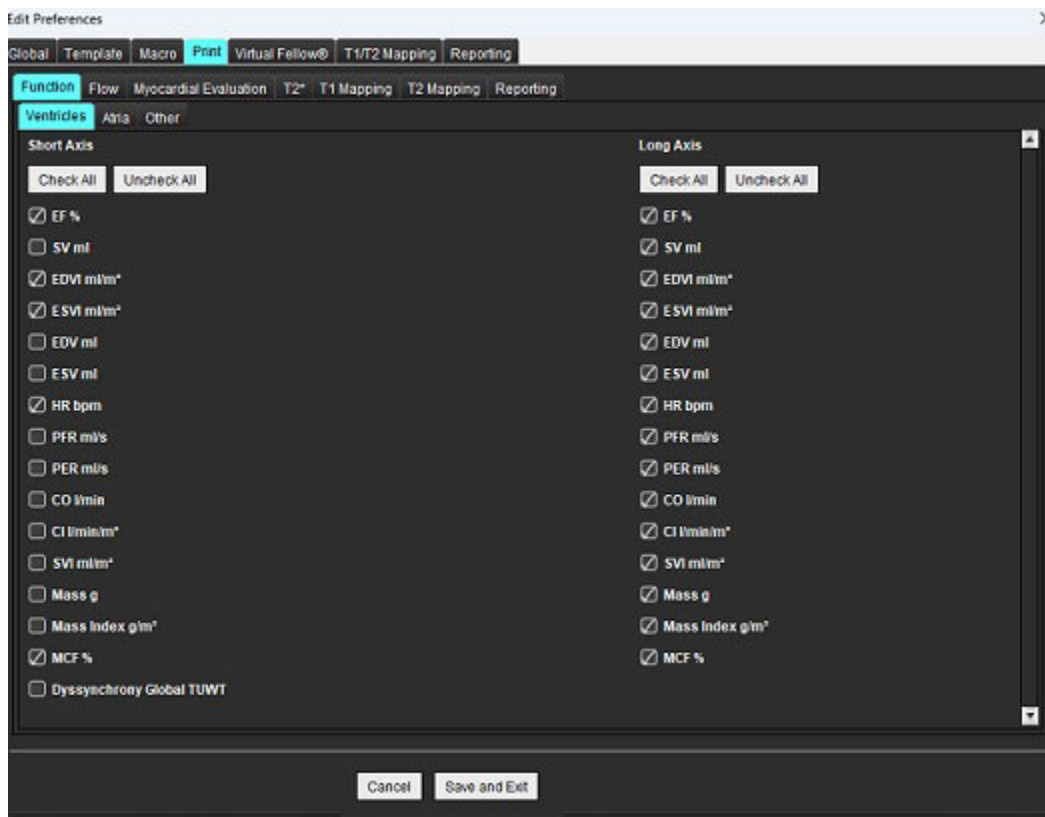 Edit Preferences
Global Template Macro Print Virtual Fellow® T1/T2 Mapping Reporting
Function Flow Myocardial Evaluation T2* T1 Mapping T2 Mapping Reporting
Ventricles Atria Other
Short Axis Long Axis
Check All Uncheck All Check All Uncheck All
EF % EF %
SV ml SV ml
EDVI ml/m² EDVI ml/m²
ESVI ml/m² ESVI ml/m²
EDV ml EDV ml
ESV ml ESV ml
HR bpm HR bpm
PFR ml/s PFR ml/s
PER ml/s PER ml/s
CO l/min CO l/min
CI l/min/m² CI l/min/m²
SVI ml/m² SVI ml/m²
Mass g Mass g
Mass Index g/m² Mass Index g/m²
MCF % MCF %
Dyssynchrony Global TUWT
Cancel Save and Exit